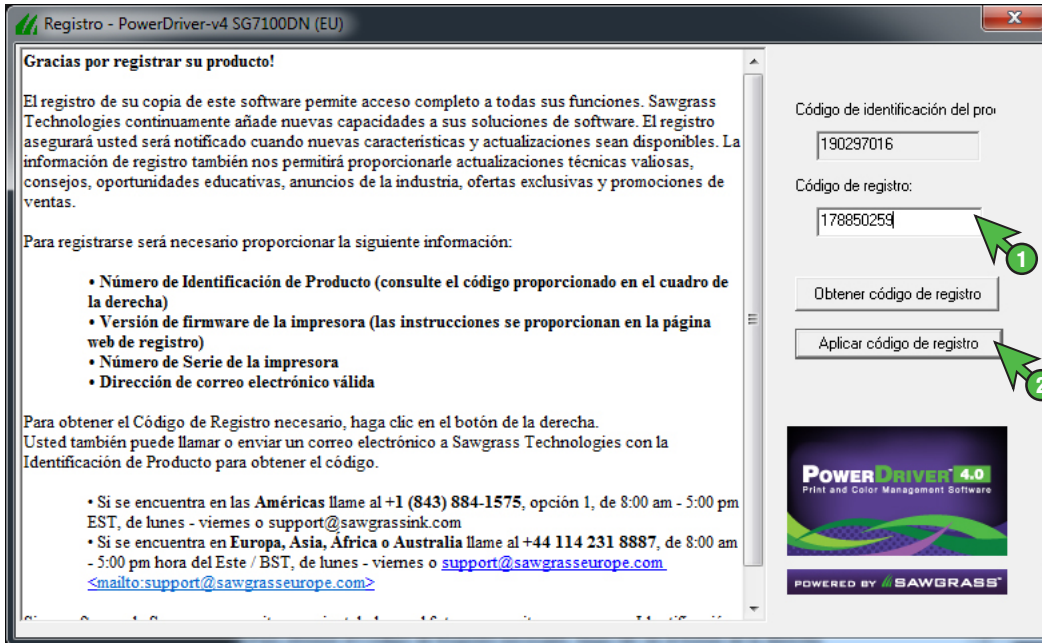 Registro - PowerDriver-v4 SG7100DN (EU)
Gracias por registrar su producto!
El registro de su copia de este software permite acceso completo a todas sus funciones. Sawgrass
Technologies continuamente añade nuevas capacidades a sus soluciones de software. El registro
asegurará usted será notificado cuando nuevas características y actualizaciones sean disponibles. La
información de registro también nos permitirá proporcionarle actualizaciones técnicas valiosas,
consejos, oportunidades educativas, anuncios de la industria, ofertas exclusivas y promociones de
ventas.
Para registrarse será necesario proporcionar la siguiente información:
• Número de Identificación de Producto (consulte el código proporcionado en el cuadro de
la derecha)
• Versión de firmware de la impresora (las instrucciones se proporcionan en la página
web de registro)
• Número de Serie de la impresora
• Dirección de correo electrónico válida
Para obtener el Código de Registro necesario, haga clic en el botón de la derecha.
Usted también puede llamar o enviar un correo electrónico a Sawgrass Technologies con la
Identificación de Producto para obtener el código.
• Si se encuentra en las Américas llame al +1 (843) 884-1575, opción 1, de 8:00 am - 5:00 pm
EST, de lunes - viernes o support@sawgrassink.com
• Si se encuentra en Europa, Asia, África o Australia llame al +44 114 231 8887, de 8:00 am
- 5:00 pm hora del Este / BST, de lunes - viernes o support@sawgrasseurope.com
<mailto:support@sawgrasseurope.com>
Código de identificación del pro
190297016
Código de registro:
178850259
1
Obtener código de registro
Aplicar código de registro
2
POWERDRIVER 4.0
Print and Color Management Software
POWERED BY SAWGRASS